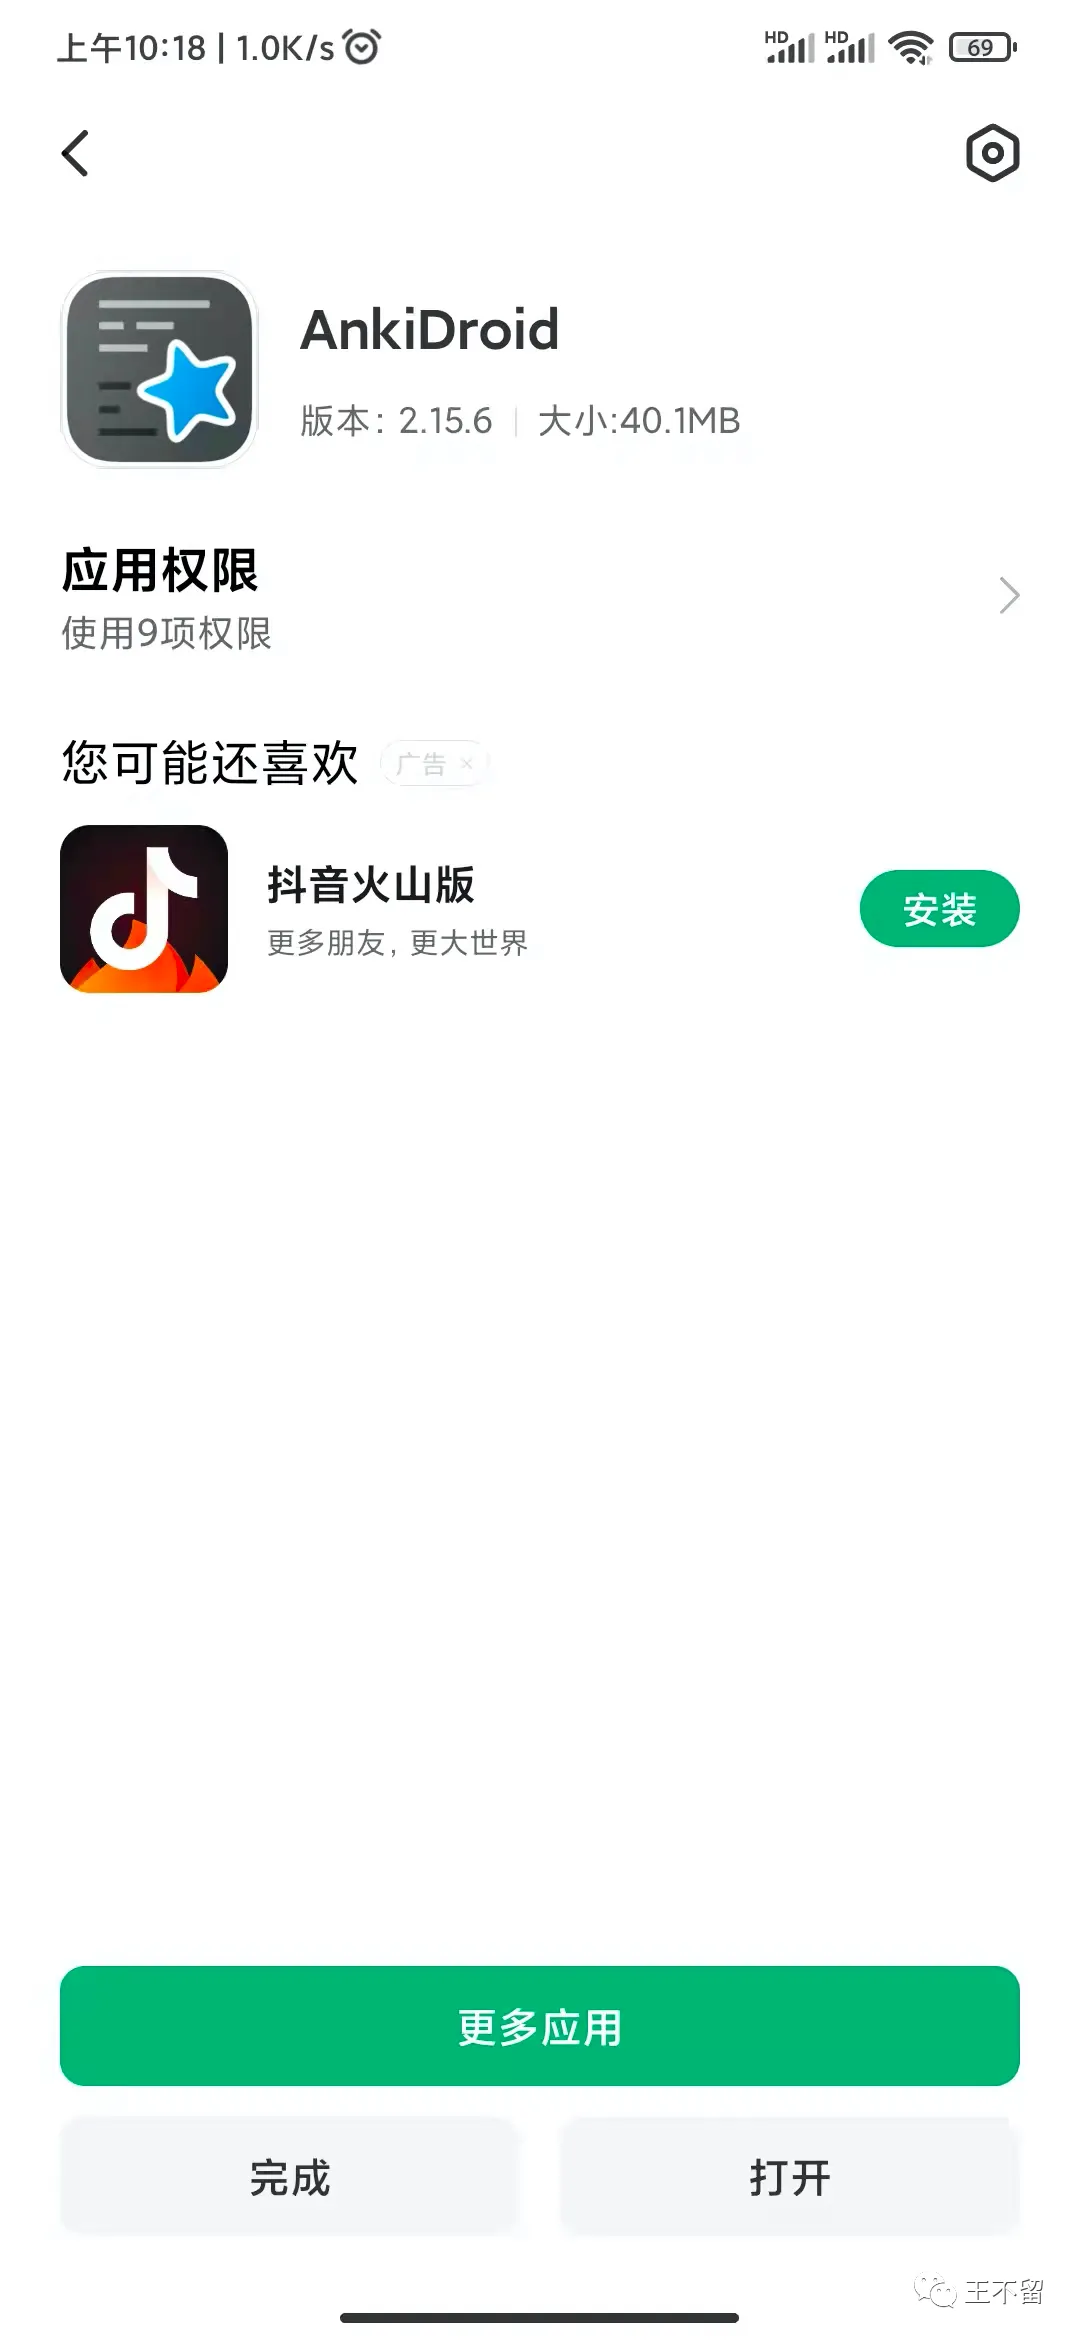 上午10:18 | 1.0K/s
HD HD 69
AnkiDroid
版本: 2.15.6 | 大小:40.1MB
应用权限
使用9项权限
您可能还喜欢 广告 ×
抖音火山版
更多朋友, 更大世界
安装
更多应用
完成 打开
王不留